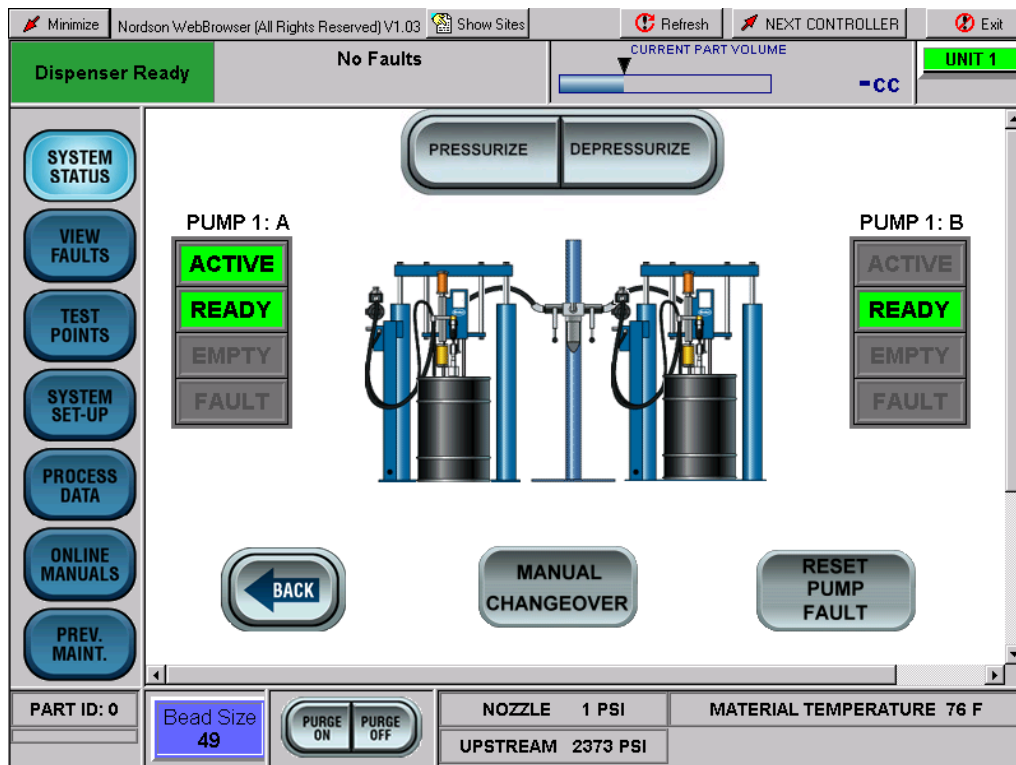 Minimize
Nordson WebBrowser (All Rights Reserved) V1.03
Show Sites
Refresh
NEXT CONTROLLER
Exit
Dispenser Ready
No Faults
CURRENT PART VOLUME
-cc
UNIT 1
SYSTEM
STATUS
VIEW
FAULTS
TEST
POINTS
SYSTEM
SET-UP
PROCESS
DATA
ONLINE
MANUALS
PREV.
MAINT.
PRESSURIZE
DEPRESSURIZE
PUMP 1: A
ACTIVE
READY
EMPTY
FAULT
PUMP 1: B
ACTIVE
READY
EMPTY
FAULT
BACK
MANUAL
CHANGEOVER
RESET
PUMP
FAULT
PART ID: 0
Bead Size
49
PURGE
ON
PURGE
OFF
NOZZLE 1 PSI
UPSTREAM 2373 PSI
MATERIAL TEMPERATURE 76 F